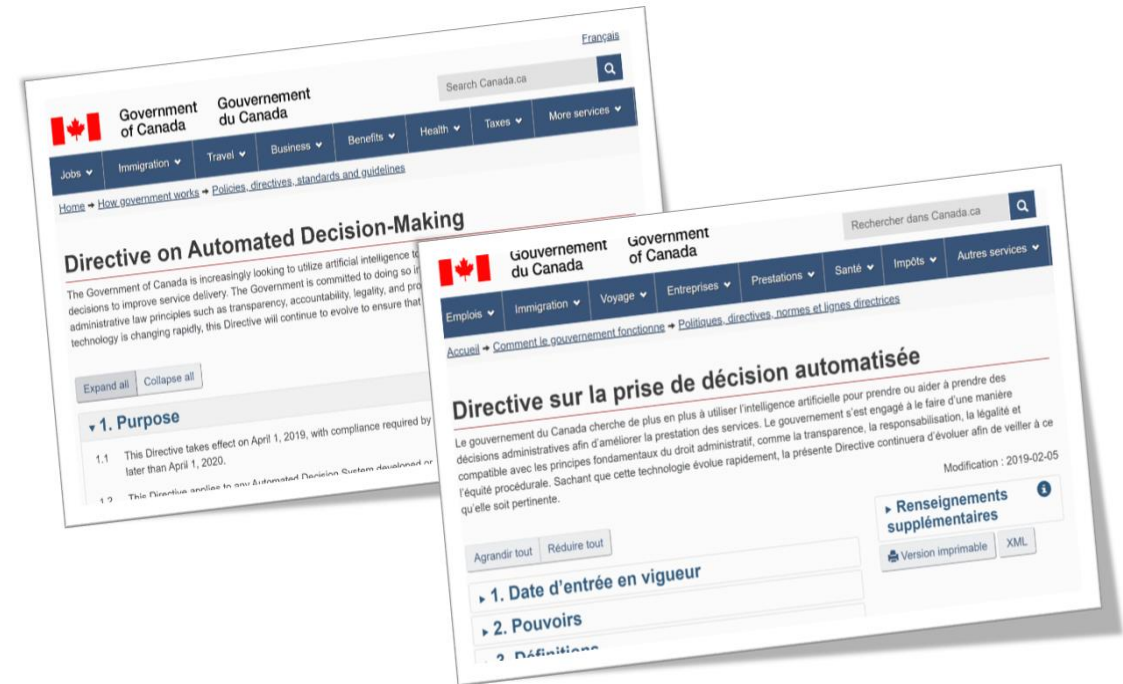 Français
Government
of Canada
Gouvernement
du Canada
Search Canada.ca
Jobs
Immigration
Travel
Business
Benefits
Health
Taxes
More services
Home → How government works → Policies, directives, standards and guidelines
Directive on Automated Decision-Making
The Government of Canada is increasingly looking to utilize artificial intelligence to
decisions to improve service delivery. The Government is committed to doing so i
administrative law principles such as transparency, accountability, legality, and pro
technology is changing rapidly, this Directive will continue to evolve to ensure that
Expand all
Collapse all
1. Purpose
1.1 This Directive takes effect on April 1, 2019, with compliance required by
later than April 1, 2020.
1.2 This Directive applies to any Automated Decision System developed or
Gouvernement
du Canada
Government
of Canada
Rechercher dans Canada.ca
Emplois
Immigration
Voyage
Entreprises
Prestations
Santé
Impôts
Autres services
Accueil → Comment le gouvernement fonctionne → Politiques, directives, normes et lignes directrices
Directive sur la prise de décision automatisée
Le gouvernement du Canada cherche de plus en plus à utiliser l'intelligence artificielle pour prendre ou aider à prendre des
décisions administratives afin d'améliorer la prestation des services. Le gouvernement s'est engagé à le faire d'une manière
compatible avec les principes fondamentaux du droit administratif, comme la transparence, la responsabilisation, la légalité et
l'équité procédurale. Sachant que cette technologie évolue rapidement, la présente Directive continuera d'évoluer afin de veiller à ce
qu'elle soit pertinente.
Modification : 2019-02-05
Renseignements
supplémentaires
Version imprimable
XML
Agrandir tout
Réduire tout
1. Date d'entrée en vigueur
2. Pouvoirs
3. Définitions